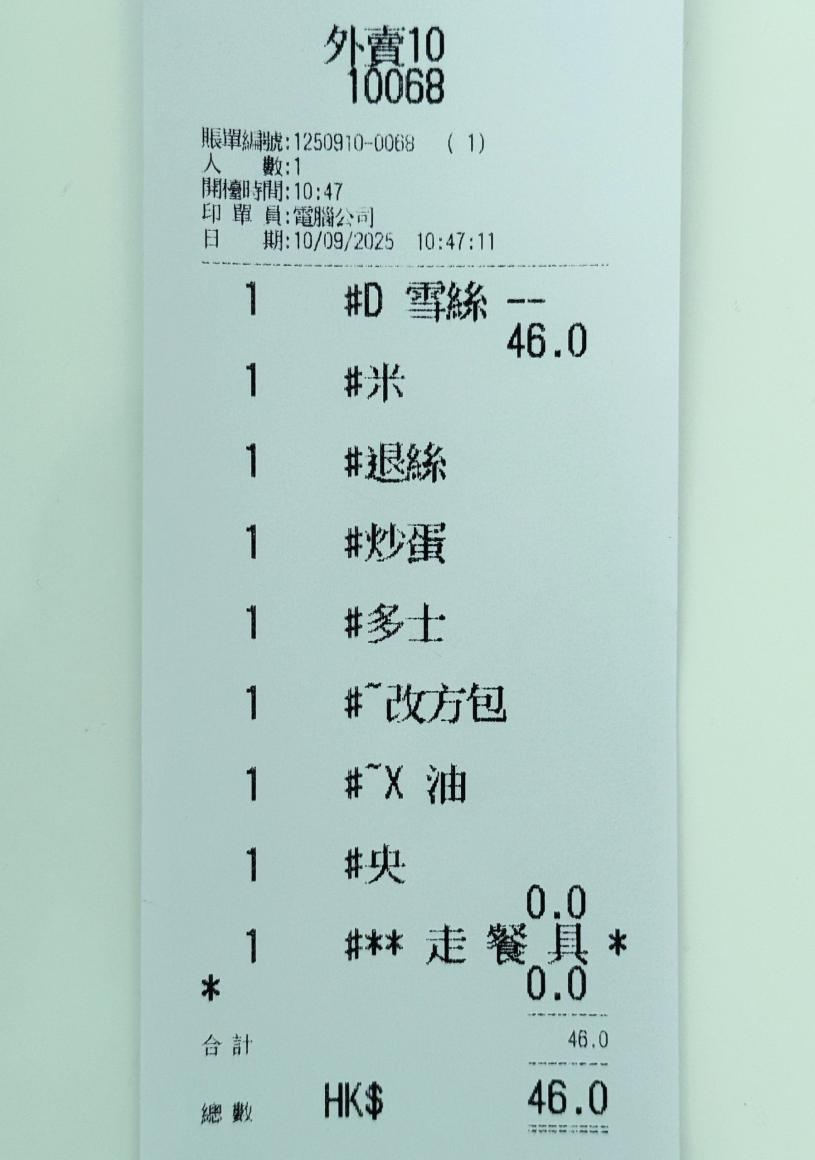 外賣10
10068
賬單編號:1250910-0068 ( 1)
人 數:1
開檯時間:10:47
印 單 員:電腦公司
日 期:10/09/2025 10:47:11
1 #D 雪絲 --
46.0
1 #米
1 #退絲
1 #炒蛋
1 #多士
1 #~改方包
1 #~X 油
1 #央
0.0
1 #** 走 餐 具 *
* 0.0
合 計 46.0
總 數 HK$ 46.0